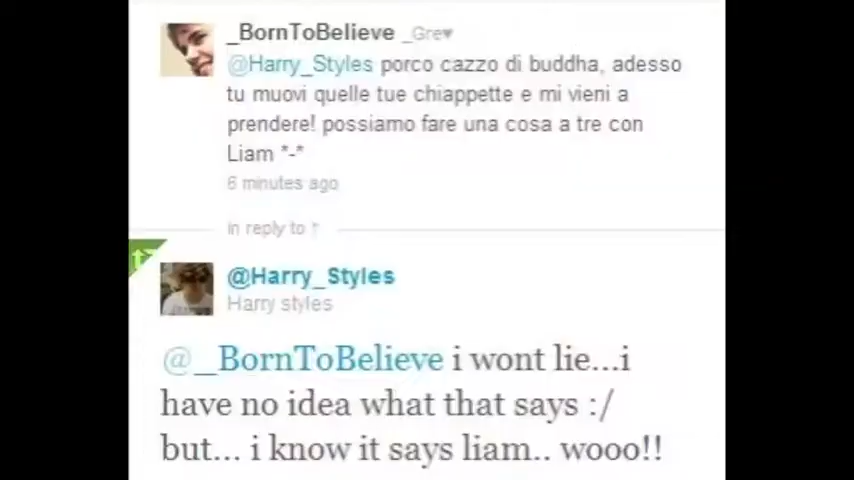 _BornToBelieve _Gre♥
@Harry_Styles porco cazzo di buddha, adesso
tu muovi quelle tue chiappette e mi vieni a
prendere! possiamo fare una cosa a tre con
Liam *-*
6 minutes ago
in reply to ↑
@Harry_Styles
Harry styles
@_BornToBelieve i wont lie...i
have no idea what that says :/
but... i know it says liam.. wooo!!